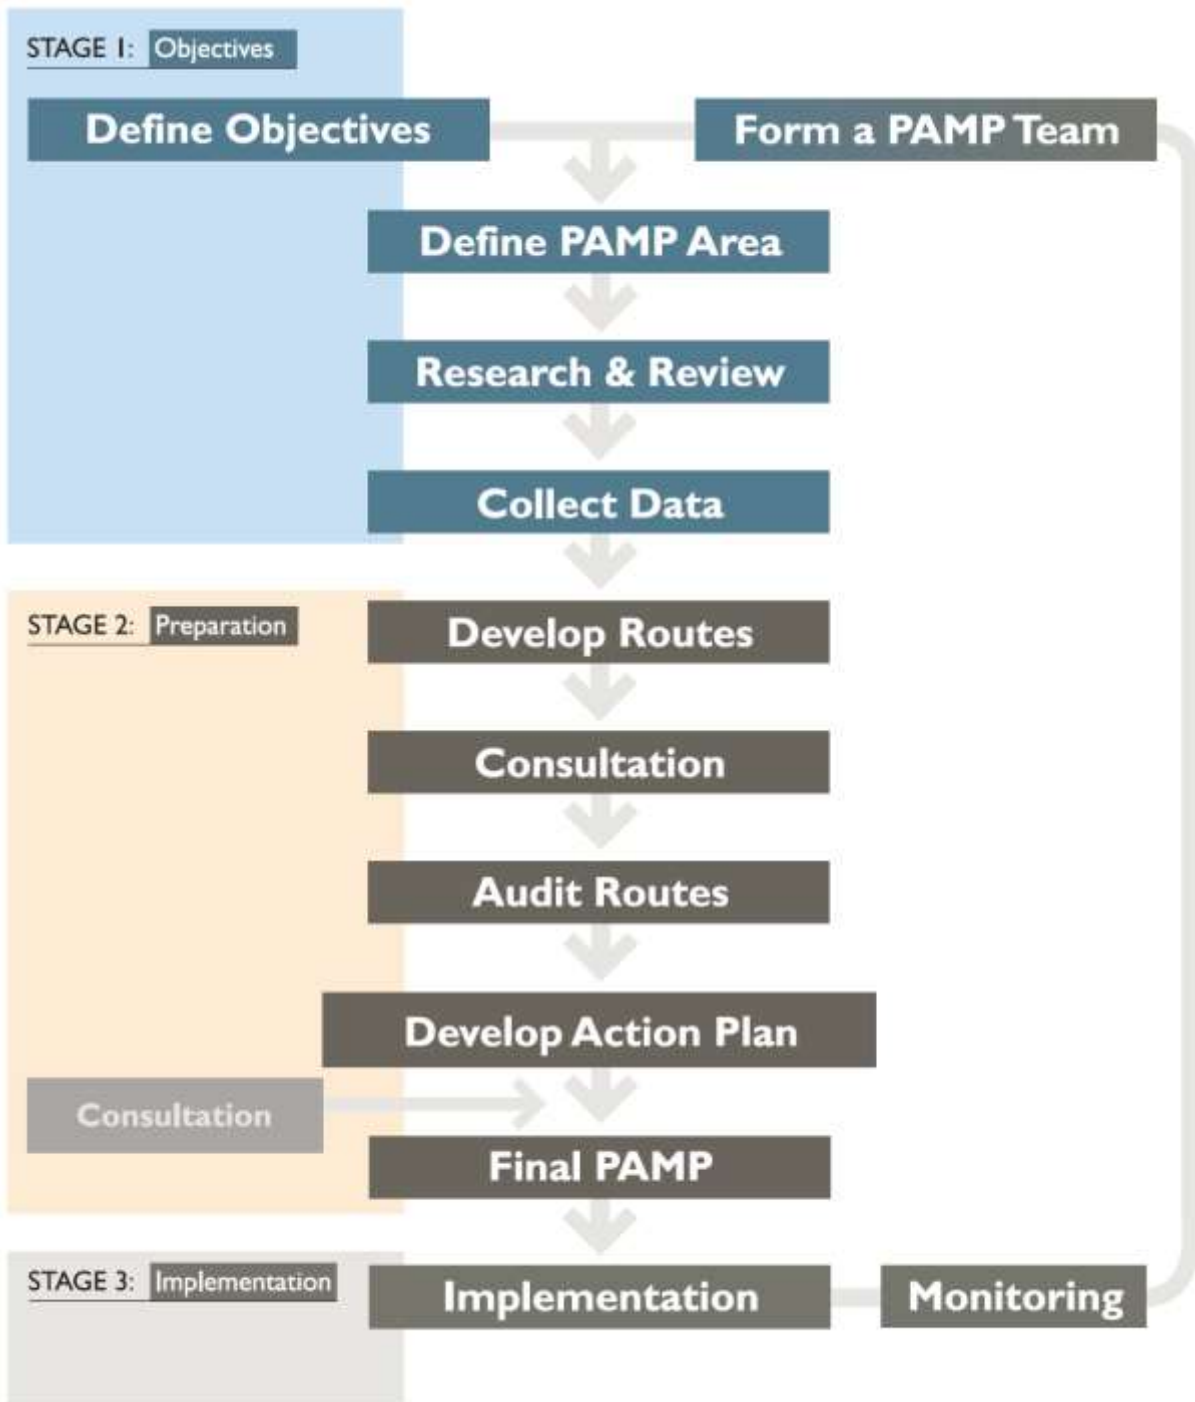 STAGE 1: Objectives
Define Objectives
Form a PAMP Team
Define PAMP Area
Research & Review
Collect Data
STAGE 2: Preparation
Develop Routes
Consultation
Audit Routes
Develop Action Plan
Consultation
Final PAMP
STAGE 3: Implementation
Implementation
Monitoring